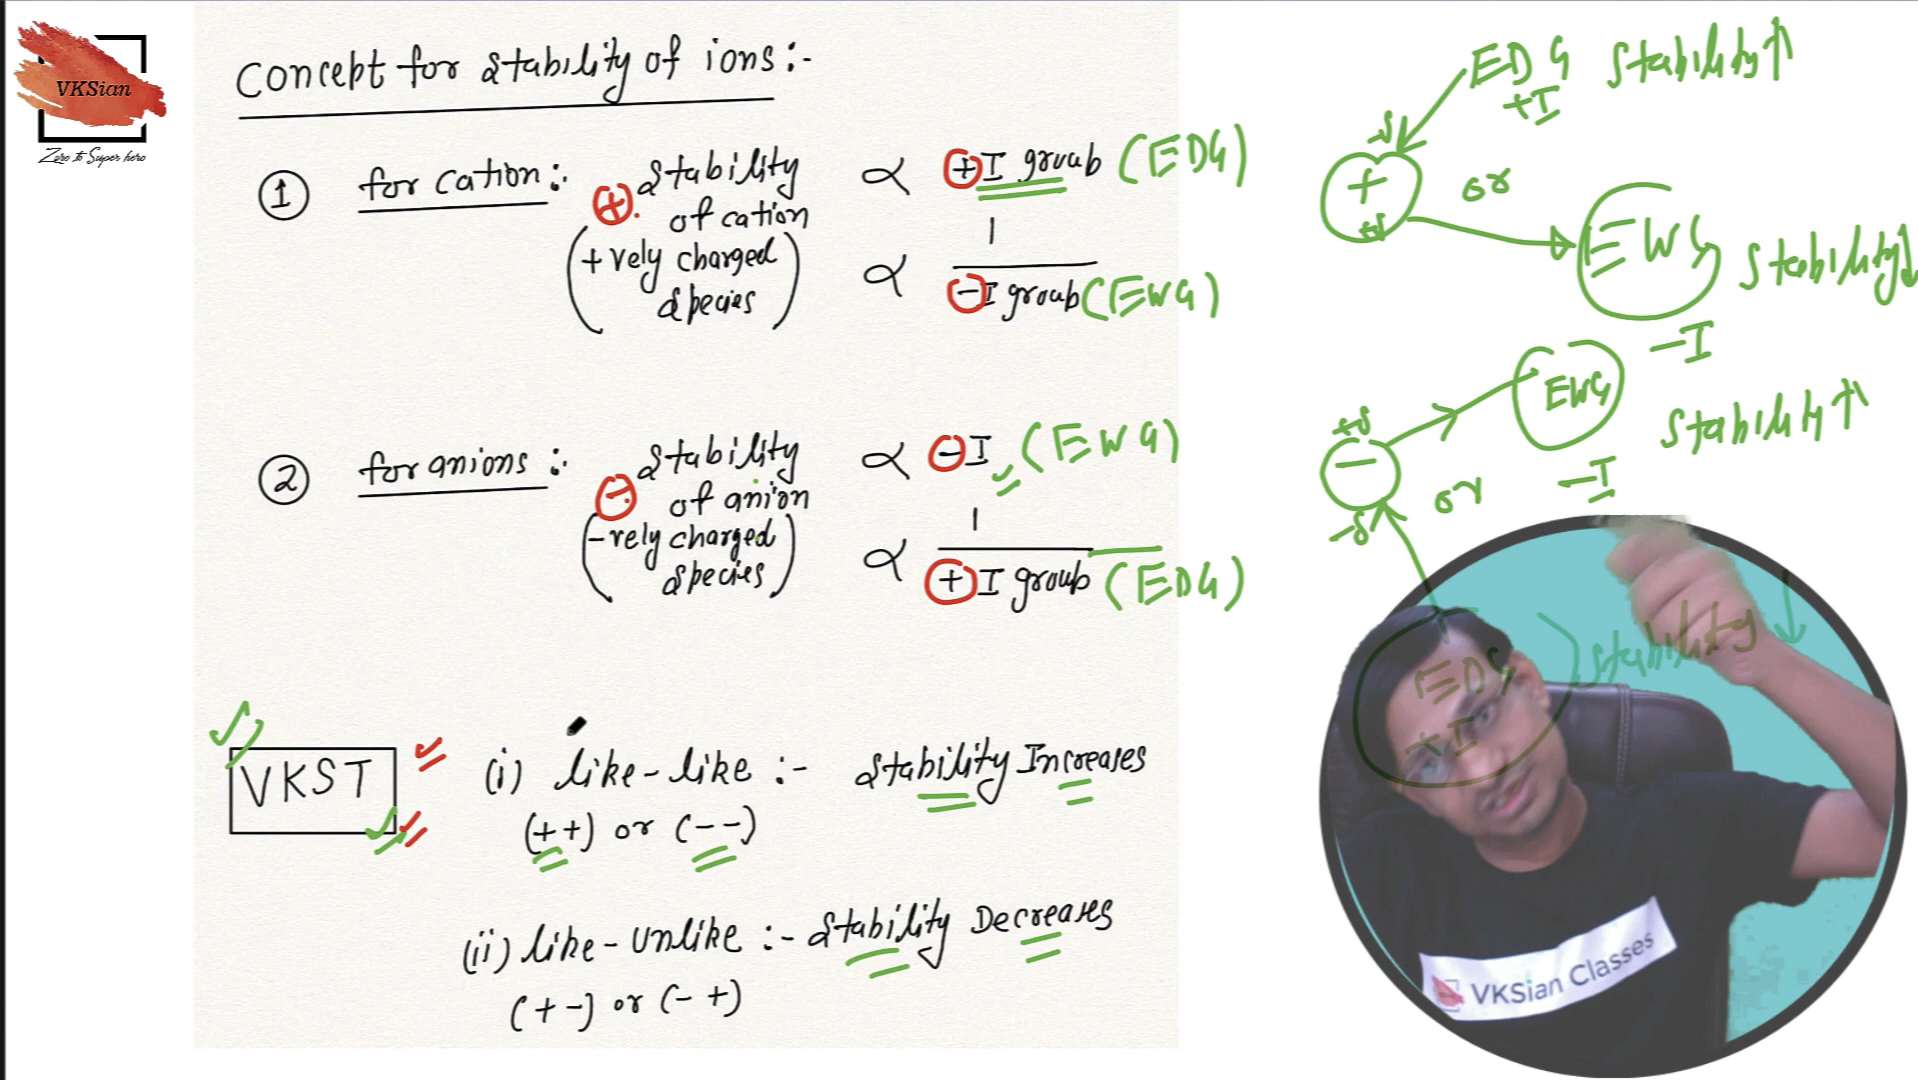 VKSian
Zero to Super hero
Concept for Stability of ions:-
① for cation:- ⊕ Stability of cation ∝ +I group (EDG)
(+vely charged species) ∝ 1 / -I group (EWG)
② for anions:- ⊖ Stability of anion ∝ -I (EWG)
(-vely charged species) ∝ 1 / +I group (EDG)
VKST
(i) like-like :- Stability Increases
(++) or (--)
(ii) like-unlike :- Stability Decreases
(+-) or (-+)
EDG Stability↑
+I
-δ
+
+δ
or
EWG Stability↓
-I
+δ
EWG
Stability↑
-
or
-I
-δ
EDG Stability↓
+I
VKSian Classes